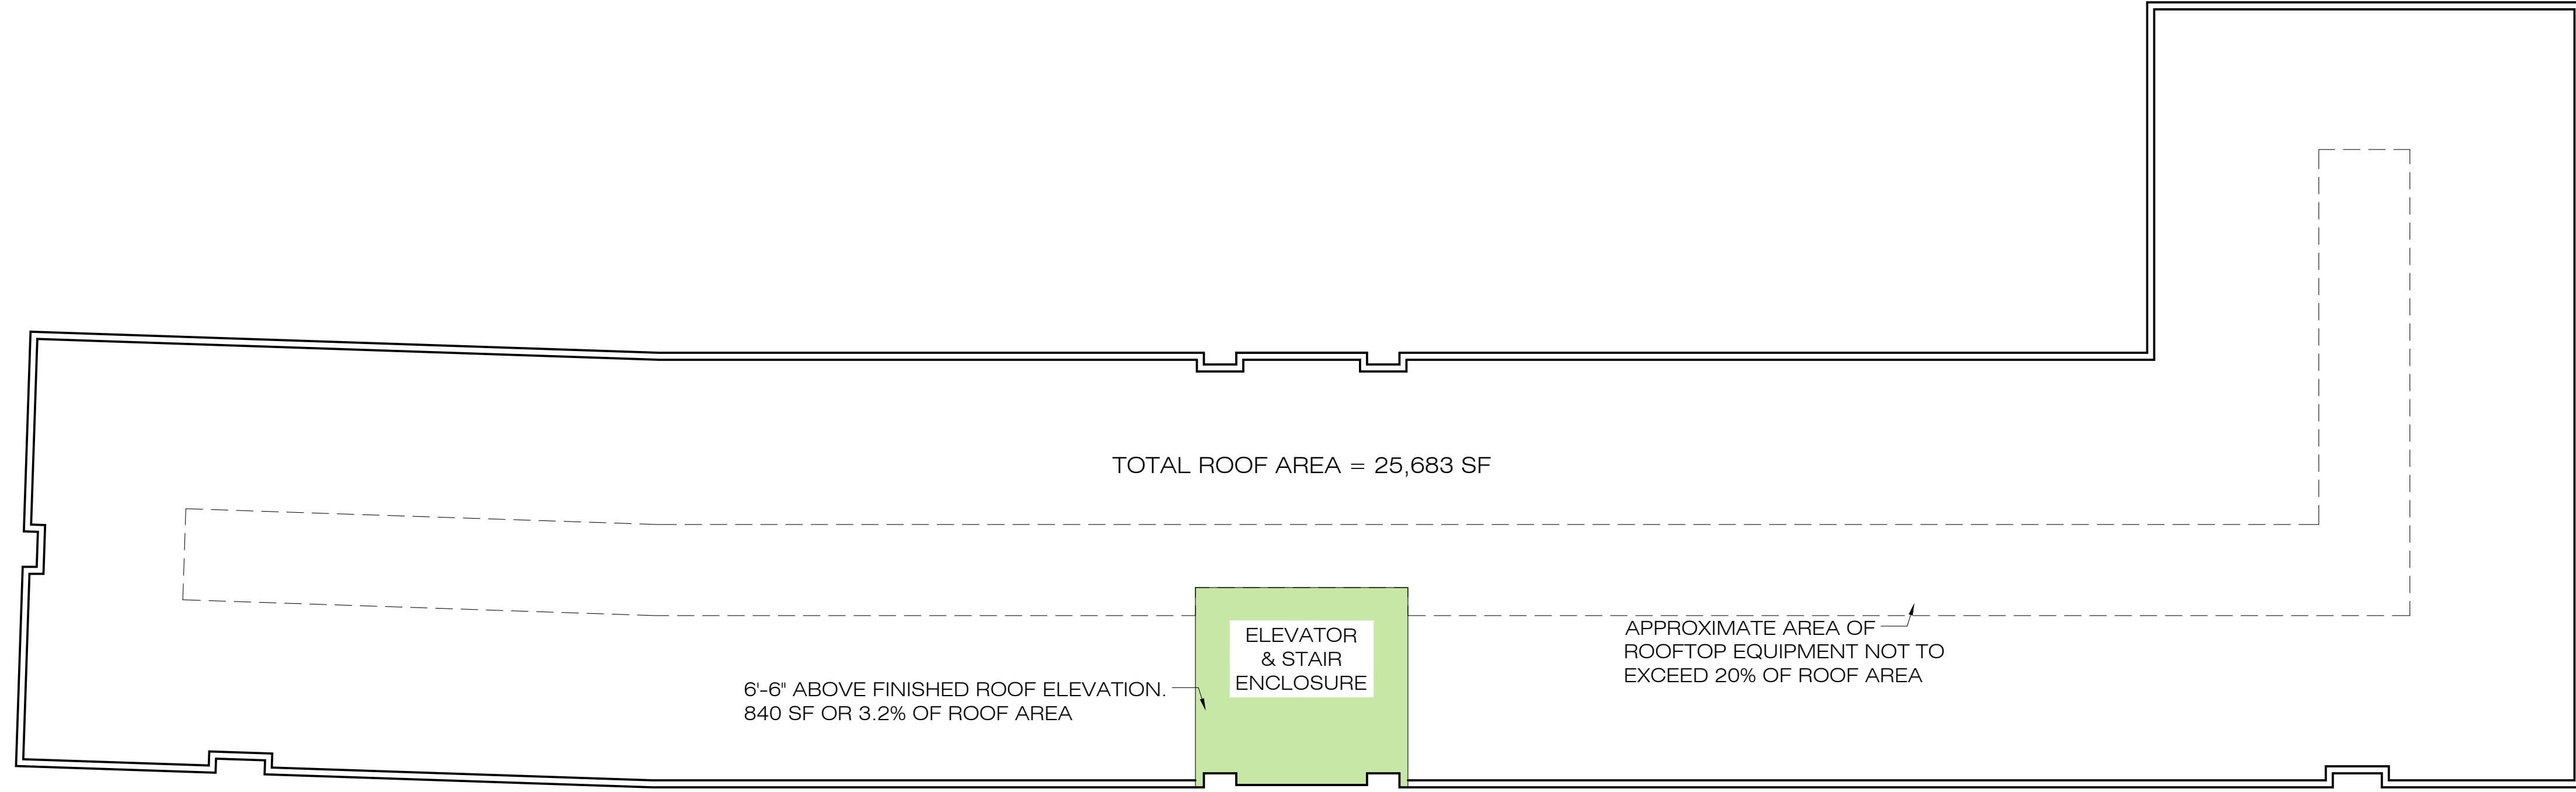 TOTAL ROOF AREA = 25,683 SF
ELEVATOR
& STAIR
ENCLOSURE
6'-6" ABOVE FINISHED ROOF ELEVATION.
840 SF OR 3.2% OF ROOF AREA
APPROXIMATE AREA OF
ROOFTOP EQUIPMENT NOT TO
EXCEED 20% OF ROOF AREA